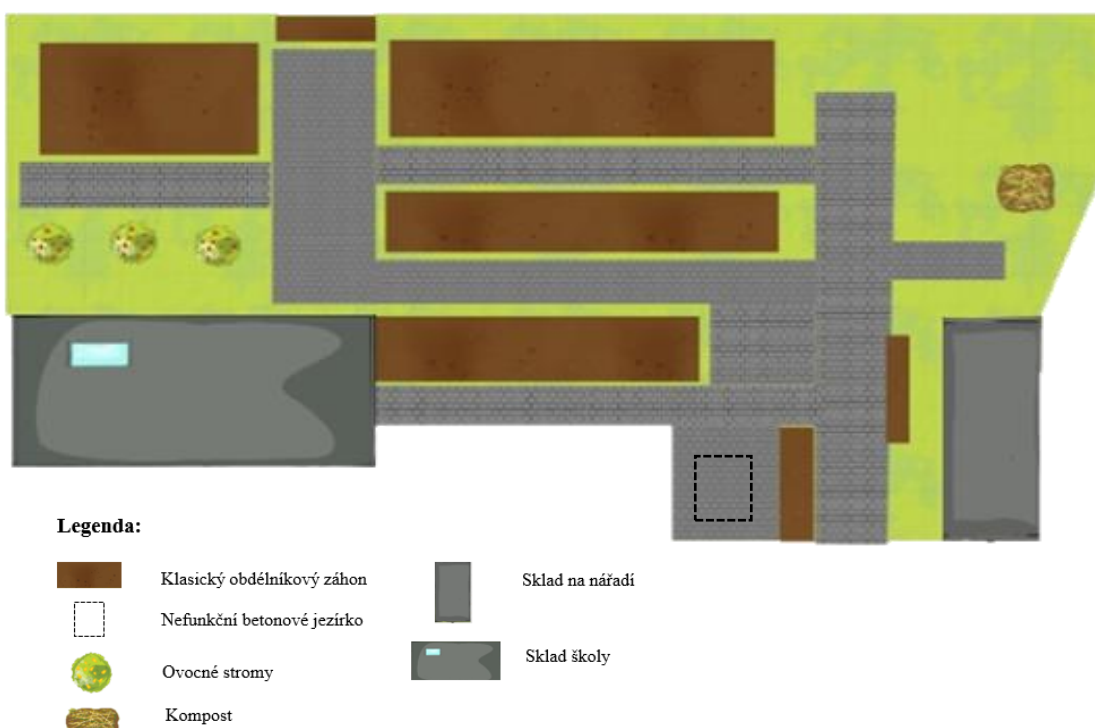 Legenda:
Klasický obdélníkový záhon
Nefunkční betonové jezírko
Ovocné stromy
Kompost
Sklad na nářadí
Sklad školy